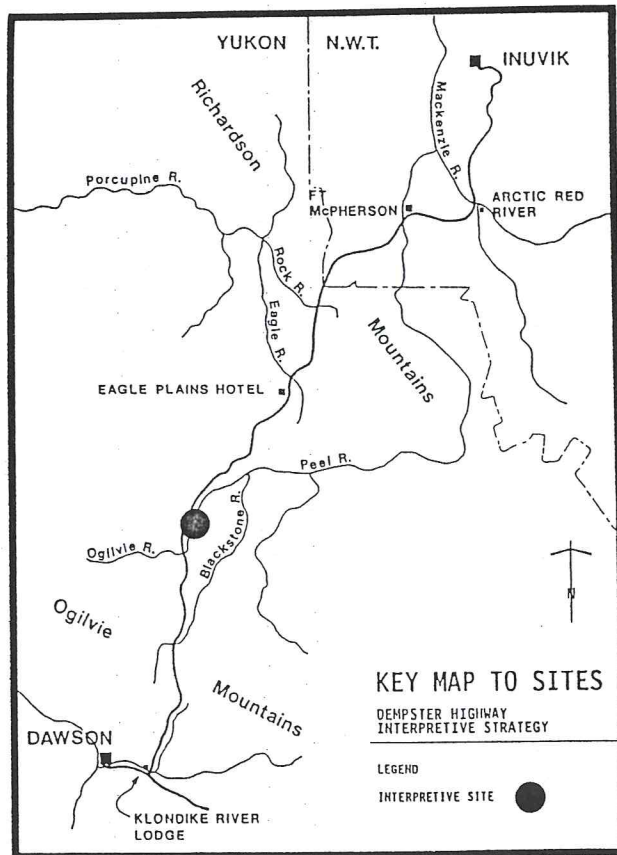 YUKON
N.W.T.
INUVIK
Richardson
Mackenzie R.
Porcupine R.
FT
McPHERSON
ARCTIC RED
RIVER
Rock R.
Eagle R.
Mountains
EAGLE PLAINS HOTEL
Peel R.
Blackstone R.
Ogilvie R.
Ogilvie
N
Mountains
KEY MAP TO SITES
DEMPSTER HIGHWAY
INTERPRETIVE STRATEGY
DAWSON
LEGEND
INTERPRETIVE SITE
KLONDIKE RIVER
LODGE